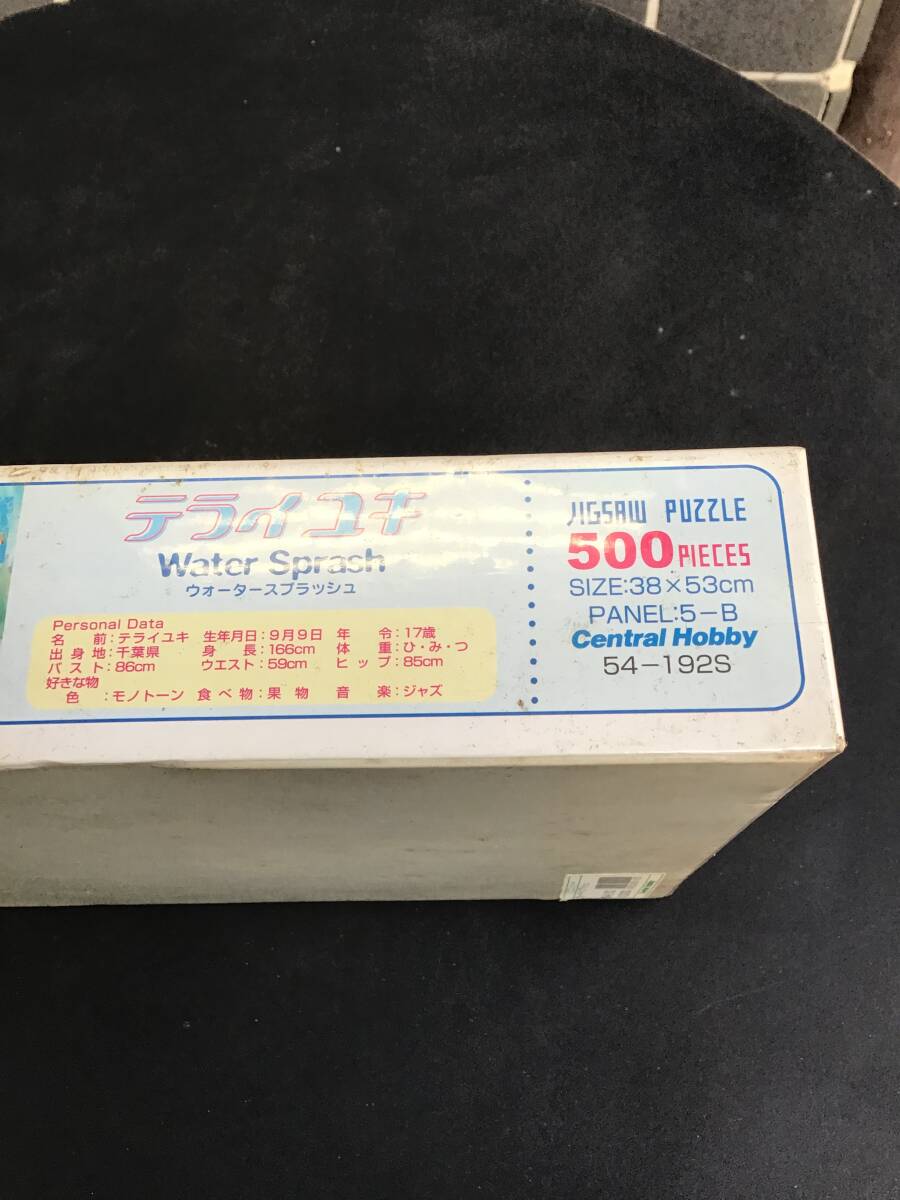 テライユキ
Water Sprash
ウォータースプラッシュ
Personal Data
名 前:テライユキ 生年月日:9月9日 年 令:17歳
出身地:千葉県 身 長:166cm 体 重:ひ・み・つ
バスト:86cm ウエスト:59cm ヒップ:85cm
好きな物
色 :モノトーン 食べ物:果 物 音 楽:ジャズ
JIGSAW PUZZLE
500 PIECES
SIZE:38×53cm
PANEL:5-B
Central Hobby
54-192S